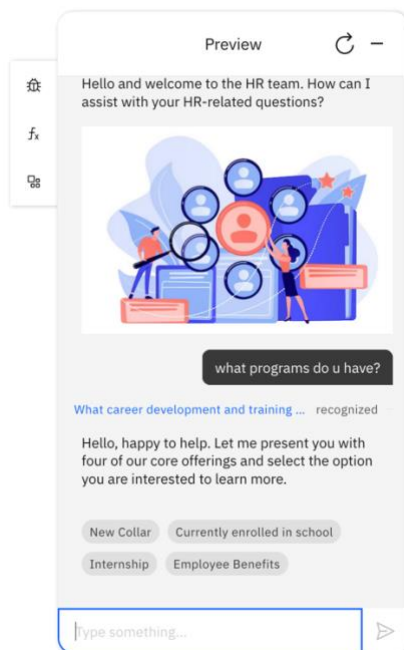 Preview
Hello and welcome to the HR team. How can I
assist with your HR-related questions?
what programs do u have?
What career development and training ... recognized
Hello, happy to help. Let me present you with
four of our core offerings and select the option
you are interested to learn more.
New Collar Currently enrolled in school
Internship Employee Benefits
Type something...